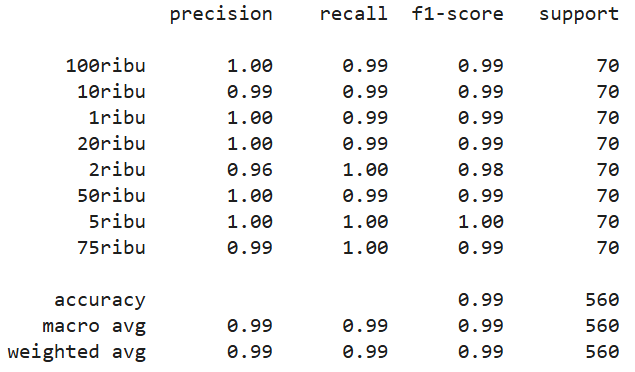 precision recall f1-score support
100ribu 1.00 0.99 0.99 70
10ribu 0.99 0.99 0.99 70
1ribu 1.00 0.99 0.99 70
20ribu 1.00 0.99 0.99 70
2ribu 0.96 1.00 0.98 70
50ribu 1.00 0.99 0.99 70
5ribu 1.00 1.00 1.00 70
75ribu 0.99 1.00 0.99 70
accuracy 0.99 560
macro avg 0.99 0.99 0.99 560
weighted avg 0.99 0.99 0.99 560